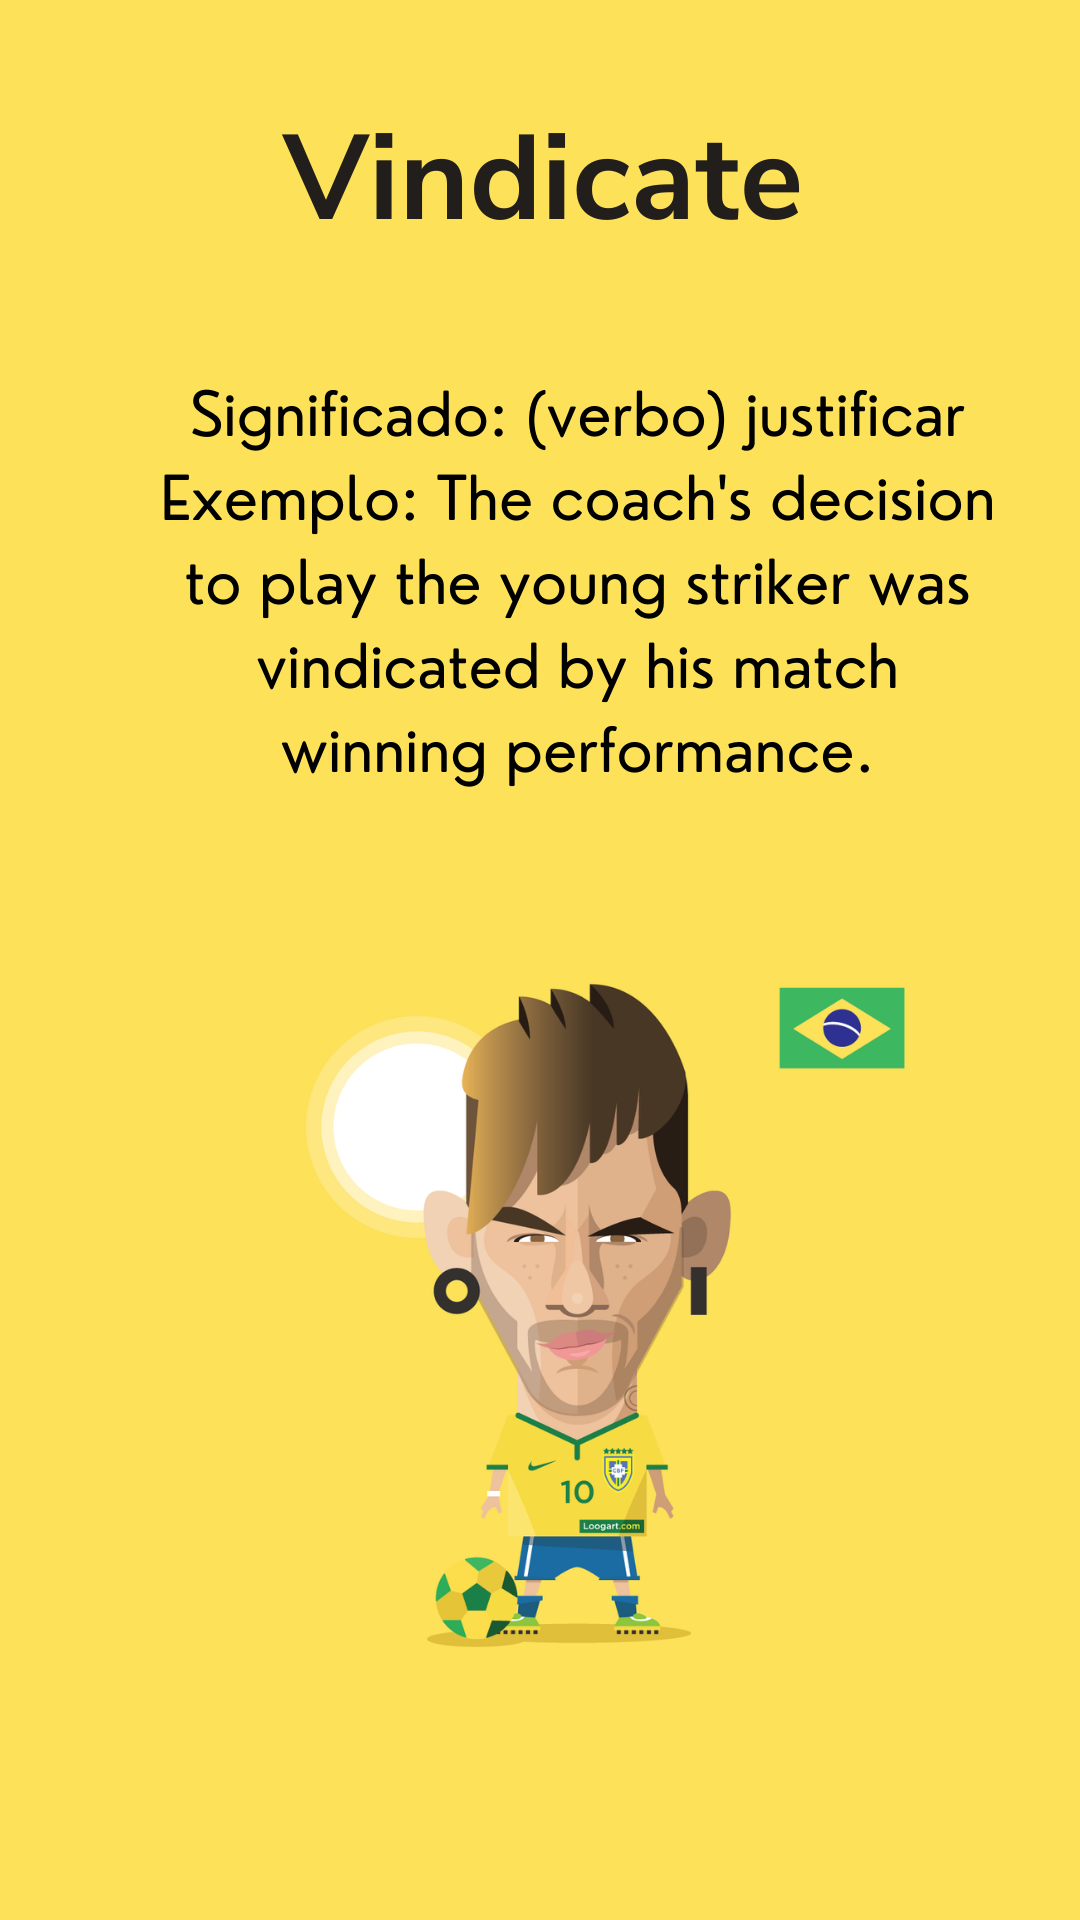 Vindicate
Significado: (verbo) justificar
Exemplo: The coach's decision
to play the young striker was
vindicated by his match
winning performance.
CBF
10
Loogart.com